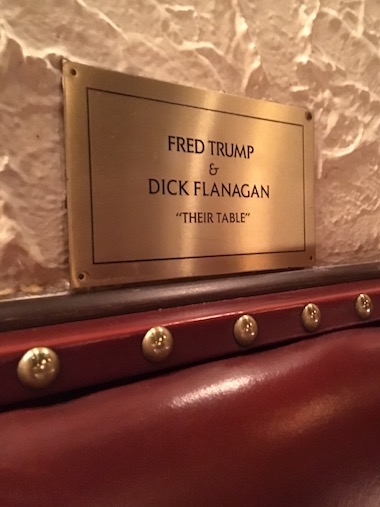 FRED TRUMP
&
DICK FLANAGAN
“THEIR TABLE”